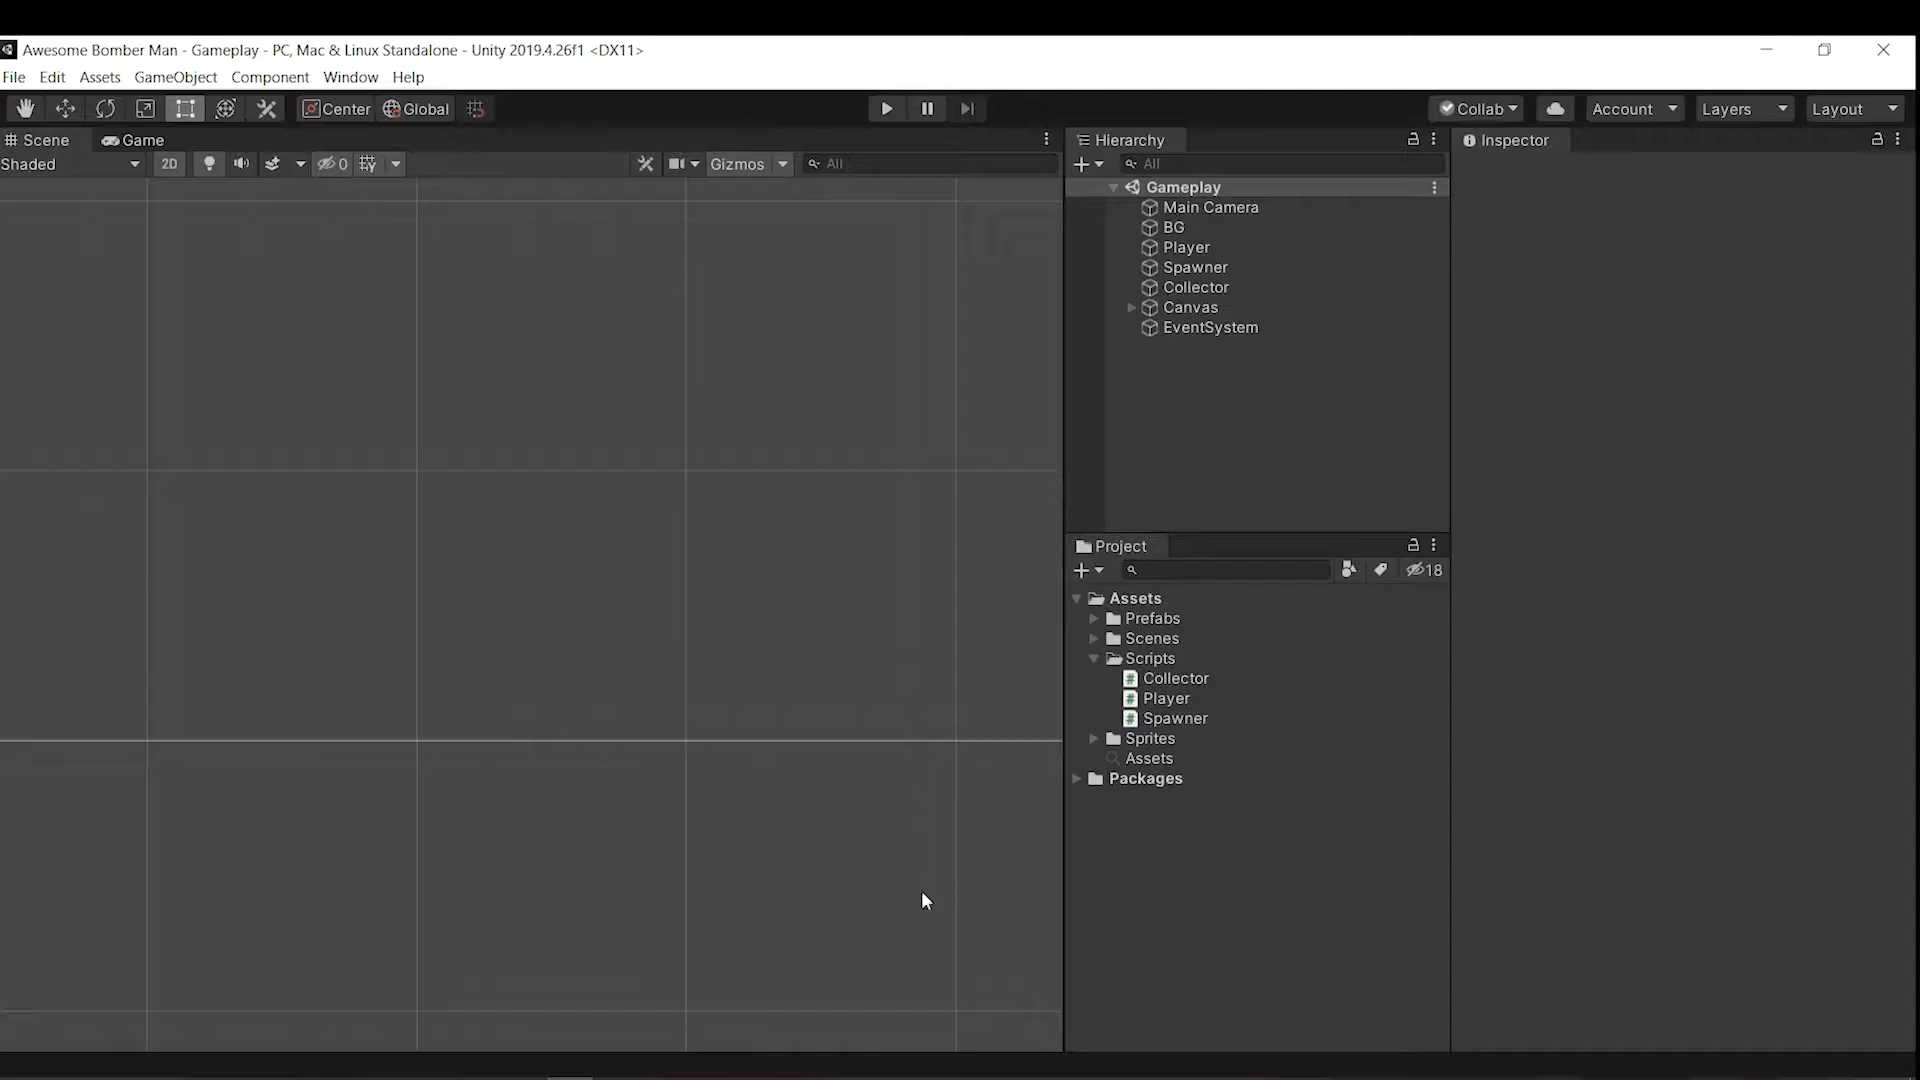 Awesome Bomber Man - Gameplay - PC, Mac & Linux Standalone - Unity 2019.4.26f1 <DX11>
File Edit Assets GameObject Component Window Help
Center Global Collab Account Layers Layout
Scene Game
Shaded 2D 0 Gizmos All
Hierarchy
All
Gameplay
Main Camera
BG
Player
Spawner
Collector
Canvas
EventSystem
Project
18
Assets
Prefabs
Scenes
Scripts
Collector
Player
Spawner
Sprites
Assets
Packages
Inspector